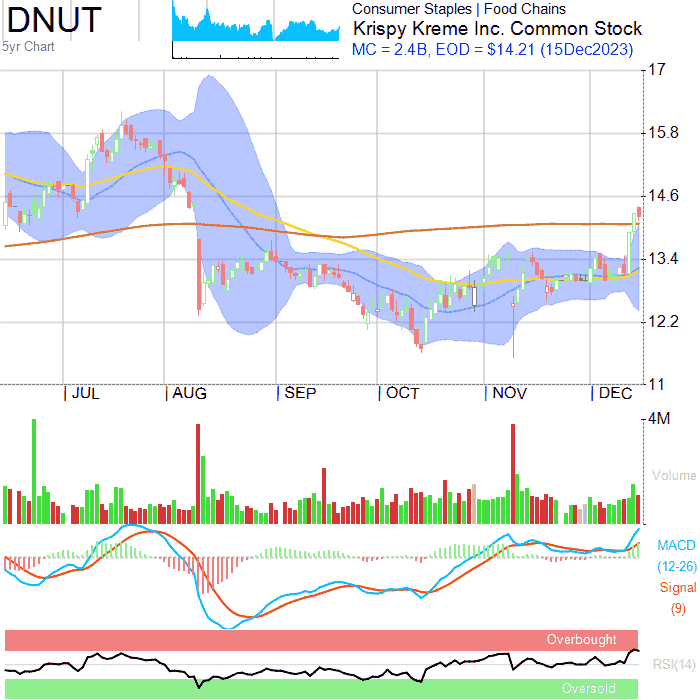 DNUT
5yr Chart
Consumer Staples | Food Chains
Krispy Kreme Inc. Common Stock
MC = 2.4B, EOD = $14.21 (15Dec2023)
17
15.8
14.6
13.4
12.2
11
| JUL | AUG | SEP | OCT | NOV | DEC
4M
Volume
MACD
(12-26)
Signal
(9)
Overbought
RSI(14)
Oversold